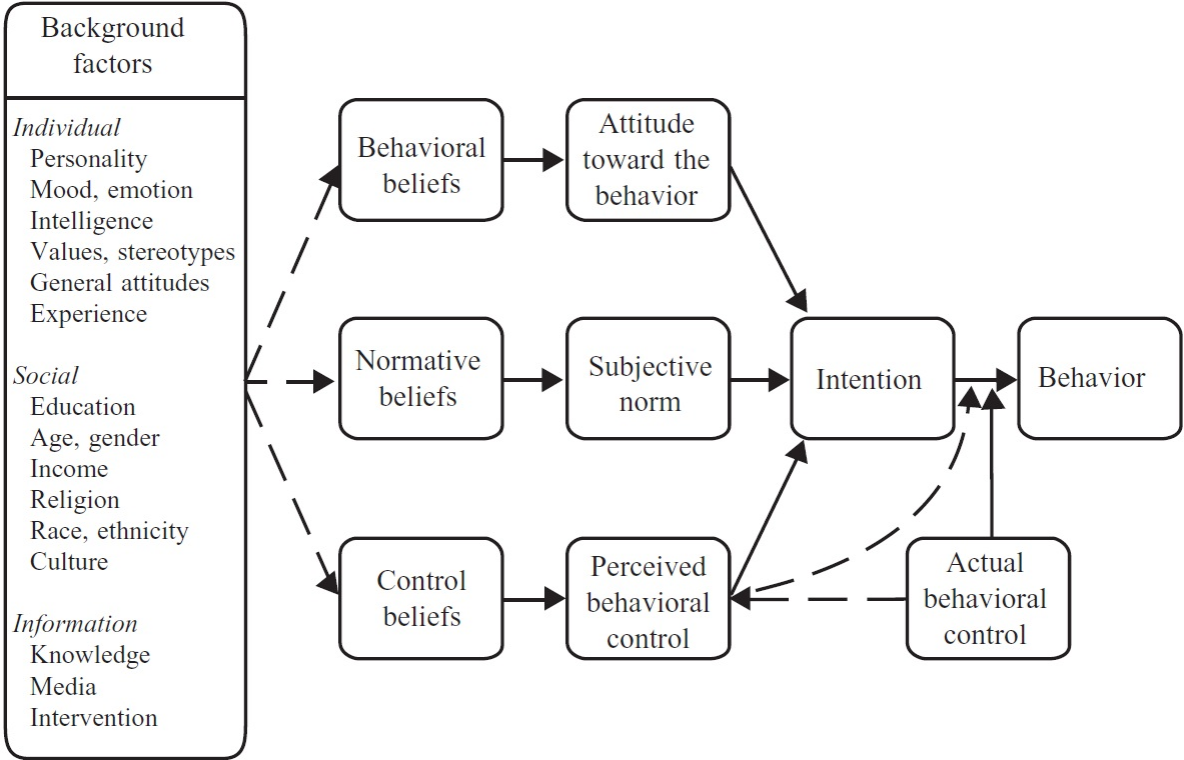 Background
factors
Individual
Personality
Mood, emotion
Intelligence
Values, stereotypes
General attitudes
Experience
Social
Education
Age, gender
Income
Religion
Race, ethnicity
Culture
Information
Knowledge
Media
Intervention
Behavioral
beliefs
Attitude
toward the
behavior
Normative
beliefs
Subjective
norm
Intention
Behavior
Control
beliefs
Perceived
behavioral
control
Actual
behavioral
control